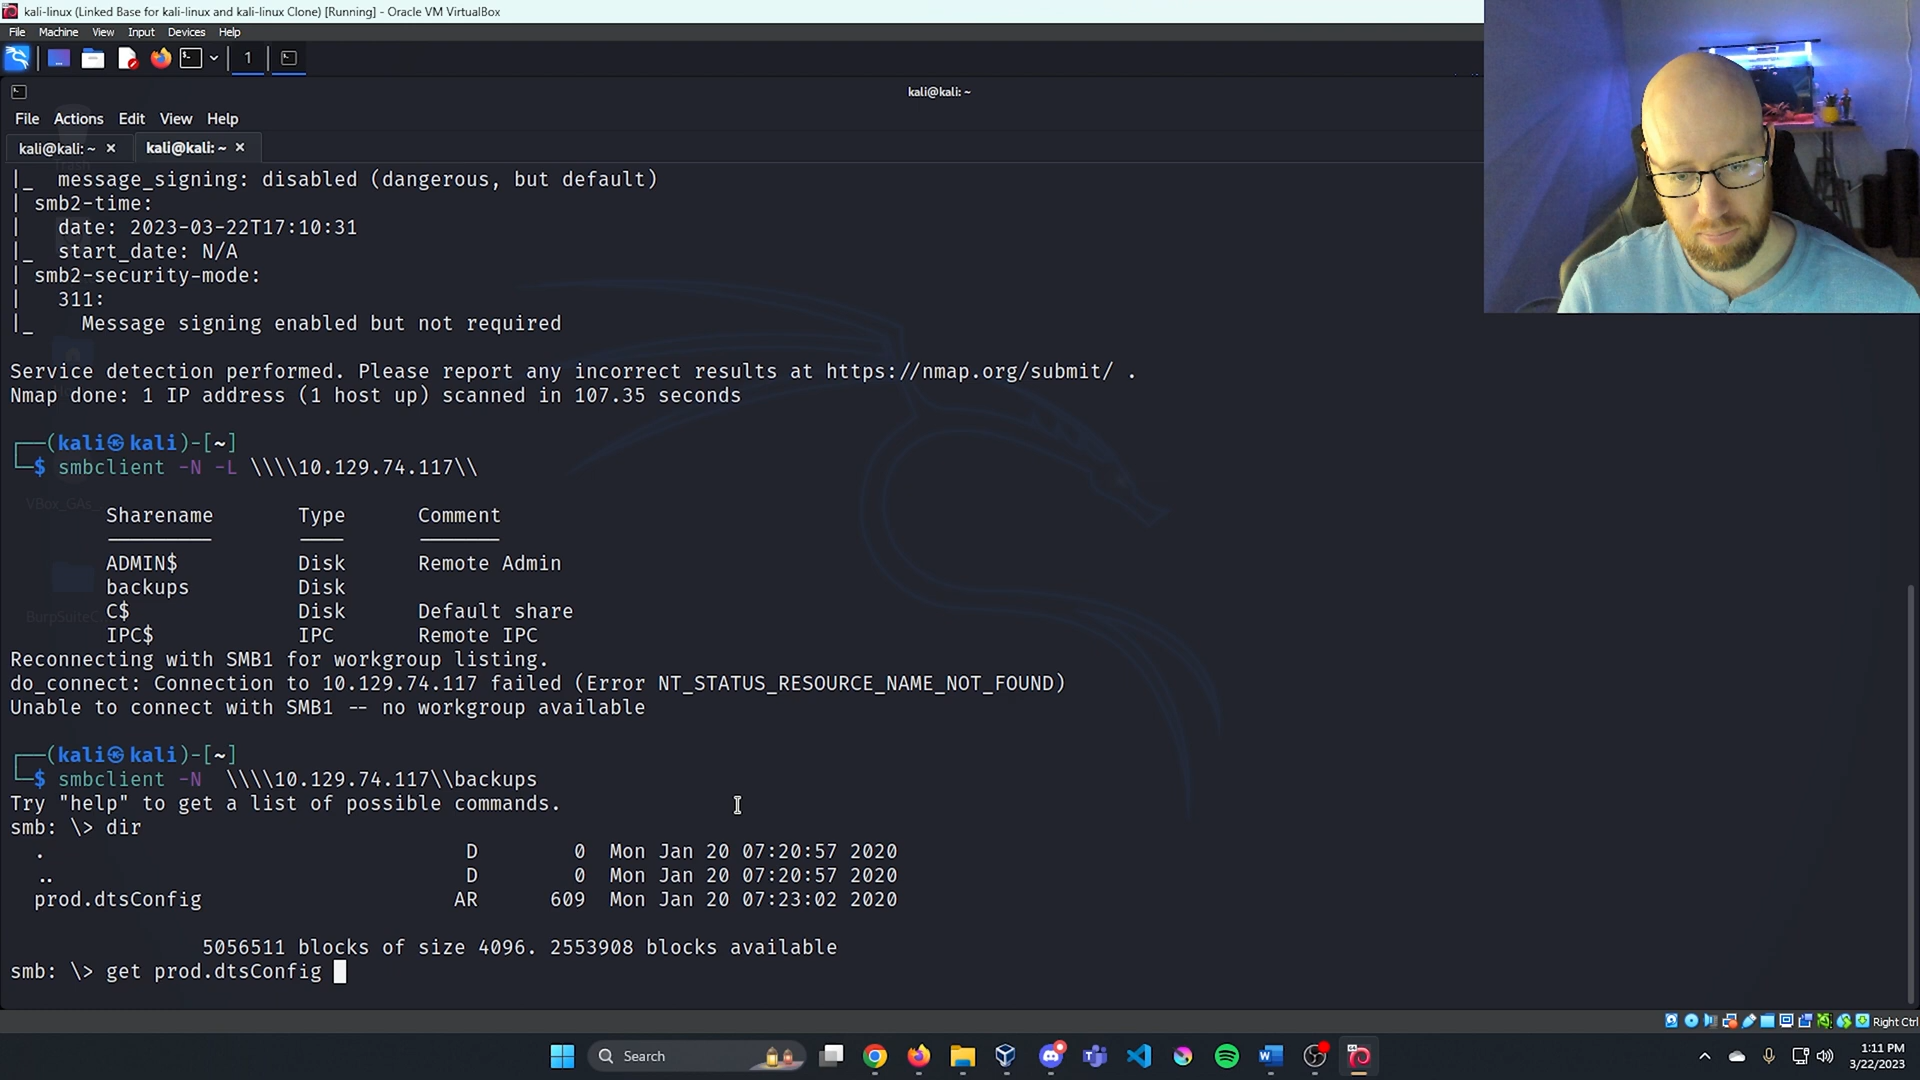 kali-linux (Linked Base for kali-linux and kali-linux Clone) [Running] - Oracle VM VirtualBox
File Machine View Input Devices Help
1
kali@kali: ~
File Actions Edit View Help
kali@kali: ~ × kali@kali: ~ ×
|_  message_signing: disabled (dangerous, but default)
| smb2-time:
|   date: 2023-03-22T17:10:31
|_  start_date: N/A
| smb2-security-mode:
|   311:
|_    Message signing enabled but not required
Service detection performed. Please report any incorrect results at https://nmap.org/submit/ .
Nmap done: 1 IP address (1 host up) scanned in 107.35 seconds
┌──(kali㉿kali)-[~]
└─$ smbclient -N -L \\\\10.129.74.117\\
VBox_GAs_
Sharename Type Comment
ADMIN$ Disk Remote Admin
backups Disk
C$ Disk Default share
BurpSuiteC
IPC$ IPC Remote IPC
Reconnecting with SMB1 for workgroup listing.
do_connect: Connection to 10.129.74.117 failed (Error NT_STATUS_RESOURCE_NAME_NOT_FOUND)
Unable to connect with SMB1 -- no workgroup available
┌──(kali㉿kali)-[~]
└─$ smbclient -N  \\\\10.129.74.117\\backups
Try "help" to get a list of possible commands.
smb: \> dir
. D 0 Mon Jan 20 07:20:57 2020
.. D 0 Mon Jan 20 07:20:57 2020
prod.dtsConfig AR 609 Mon Jan 20 07:23:02 2020
5056511 blocks of size 4096. 2553908 blocks available
smb: \> get prod.dtsConfig
Right Ctrl
Search
1:11 PM
3/22/2023